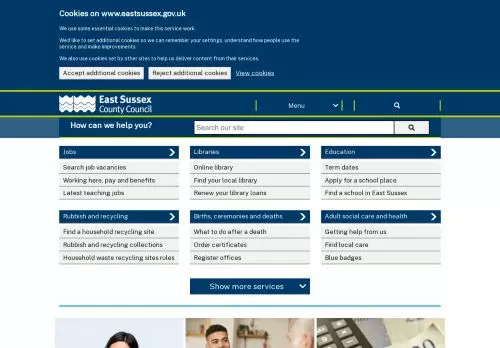 Cookies on www.eastsussex.gov.uk
We use some essential cookies to make this service work.
We'd like to set additional cookies so we can remember your settings, understand how people use the
service and make improvements.
We also use cookies set by other sites to help us deliver content from their services.
Accept additional cookies Reject additional cookies View cookies
East Sussex
County Council
Menu
How can we help you? Search our site
Jobs Libraries Education
Search job vacancies Online library Term dates
Working here, pay and benefits Find your local library Apply for a school place
Latest teaching jobs Renew your library loans Find a school in East Sussex
Rubbish and recycling Births, ceremonies and deaths Adult social care and health
Find a household recycling site What to do after a death Getting help from us
Rubbish and recycling collections Order certificates Find local care
Household waste recycling sites rules Register offices Blue badges
Show more services